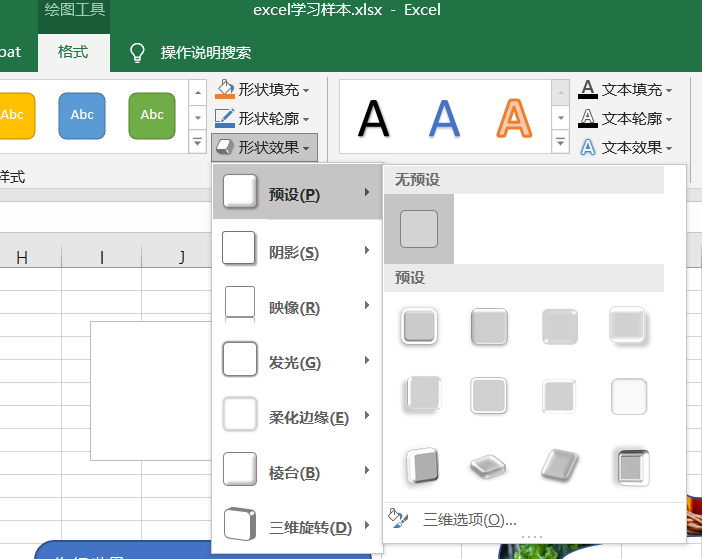 绘图工具
excel学习样本.xlsx - Excel
bat
格式
操作说明搜索
Abc
Abc
Abc
形状填充
形状轮廓
形状效果
A
A
A
A 文本填充
A 文本轮廓
A 文本效果
样式
预设(P)
阴影(S)
映像(R)
发光(G)
柔化边缘(E)
棱台(B)
三维旋转(D)
无预设
预设
三维选项(O)...
H
I
J